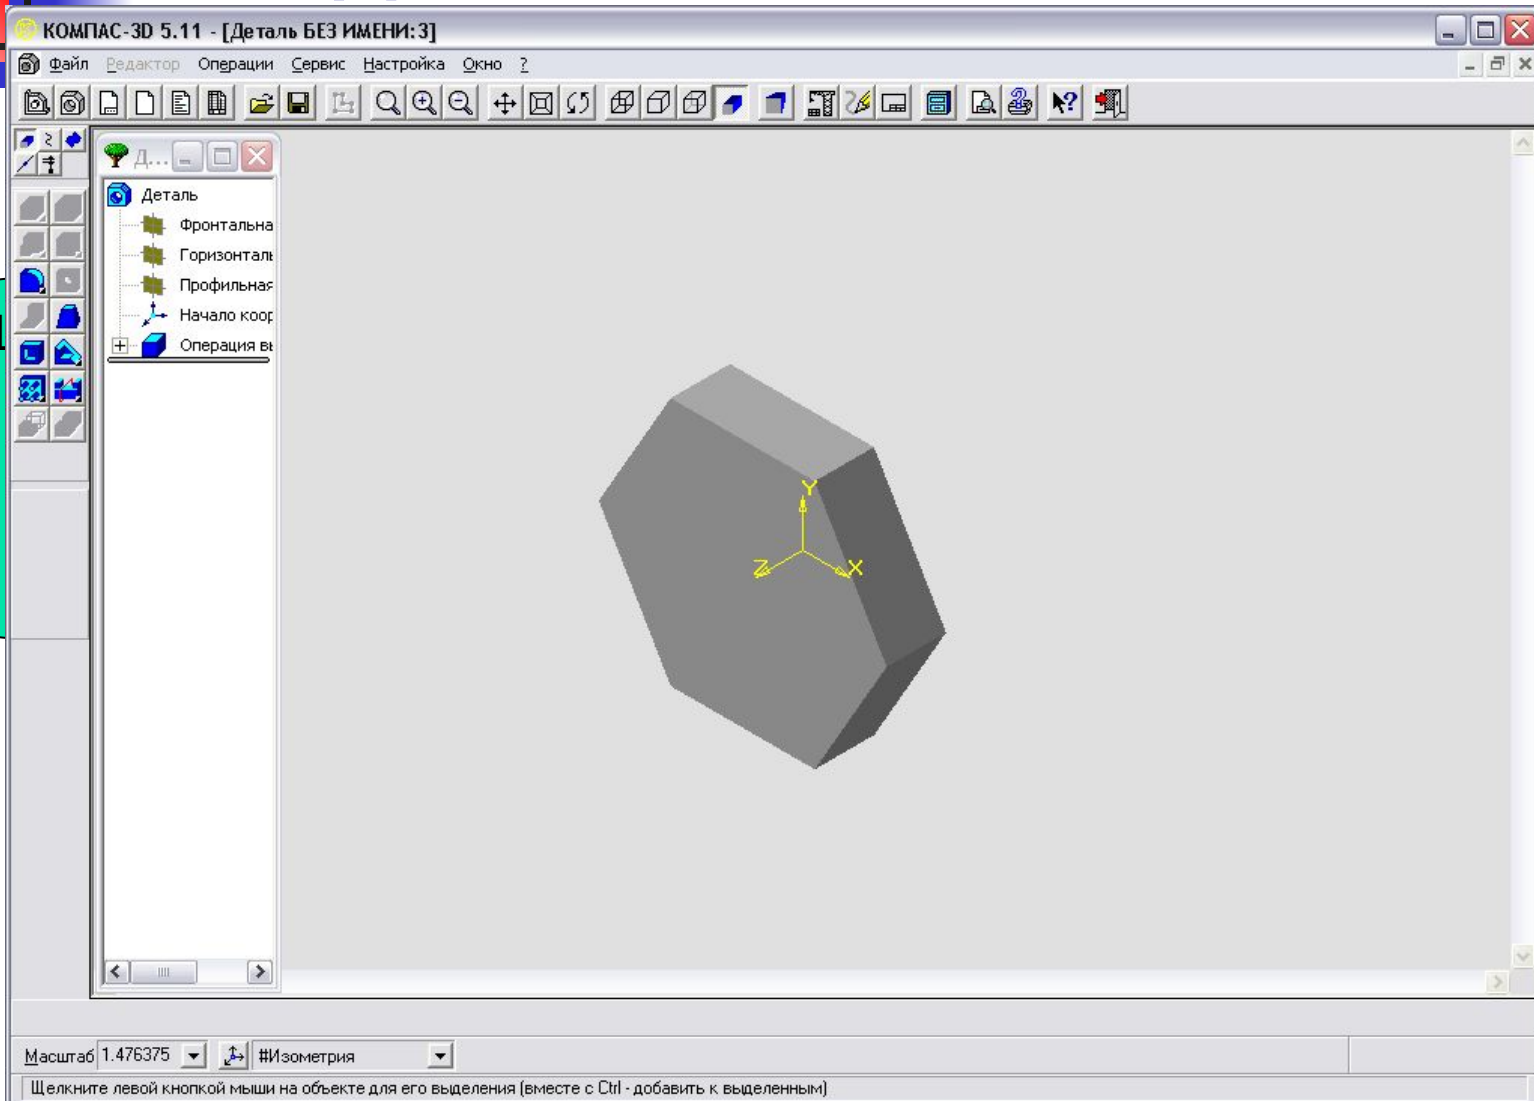 КОМПАС-3D 5.11 - [Деталь БЕЗ ИМЕНИ:3]
Файл Редактор Операции Сервис Настройка Окно ?
Д...
Деталь
Фронтальна
Горизонталь
Профильная
Начало коор
Операция вы
Y
Z X
Масштаб 1.476375 #Изометрия
Щелкните левой кнопкой мыши на объекте для его выделения (вместе с Ctrl - добавить к выделенным)